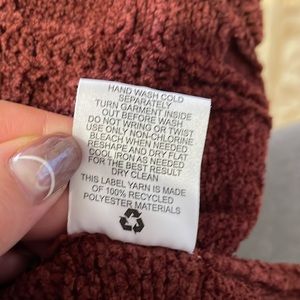 HAND WASH COLD
SEPARATELY
TURN GARMENT INSIDE
OUT BEFORE WASH
DO NOT WRING OR TWIST
USE ONLY NON-CHLORINE
BLEACH WHEN NEEDED
RESHAPE AND DRY FLAT
COOL IRON AS NEEDED
FOR THE BEST RESULT
DRY CLEAN
THIS LABEL YARN IS MADE
OF 100% RECYCLED
POLYESTER MATERIALS